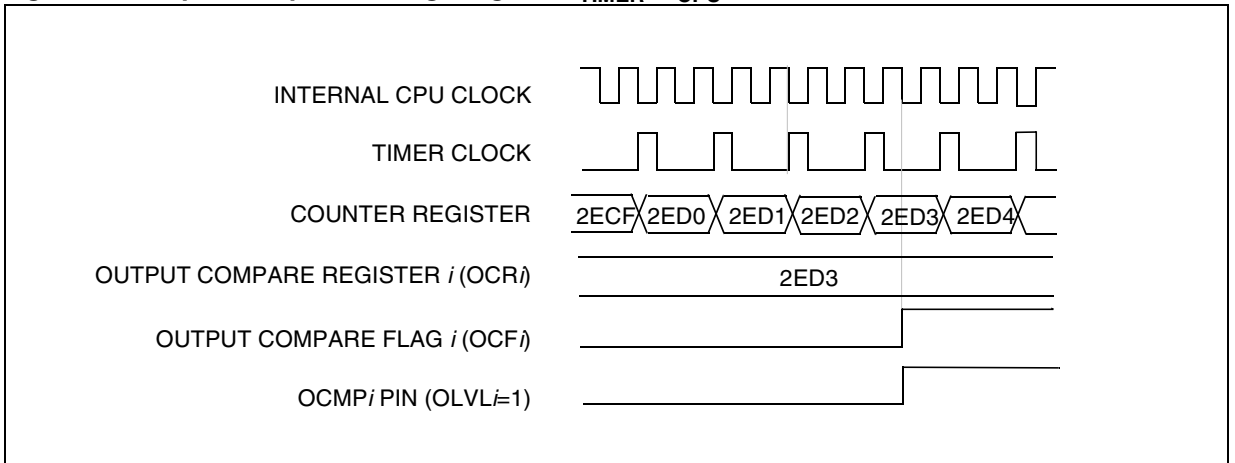 INTERNAL CPU CLOCK
TIMER CLOCK
COUNTER REGISTER
2ECF 2ED0 2ED1 2ED2 2ED3 2ED4
OUTPUT COMPARE REGISTER i (OCRi)
2ED3
OUTPUT COMPARE FLAG i (OCFi)
OCMPi PIN (OLVLi=1)